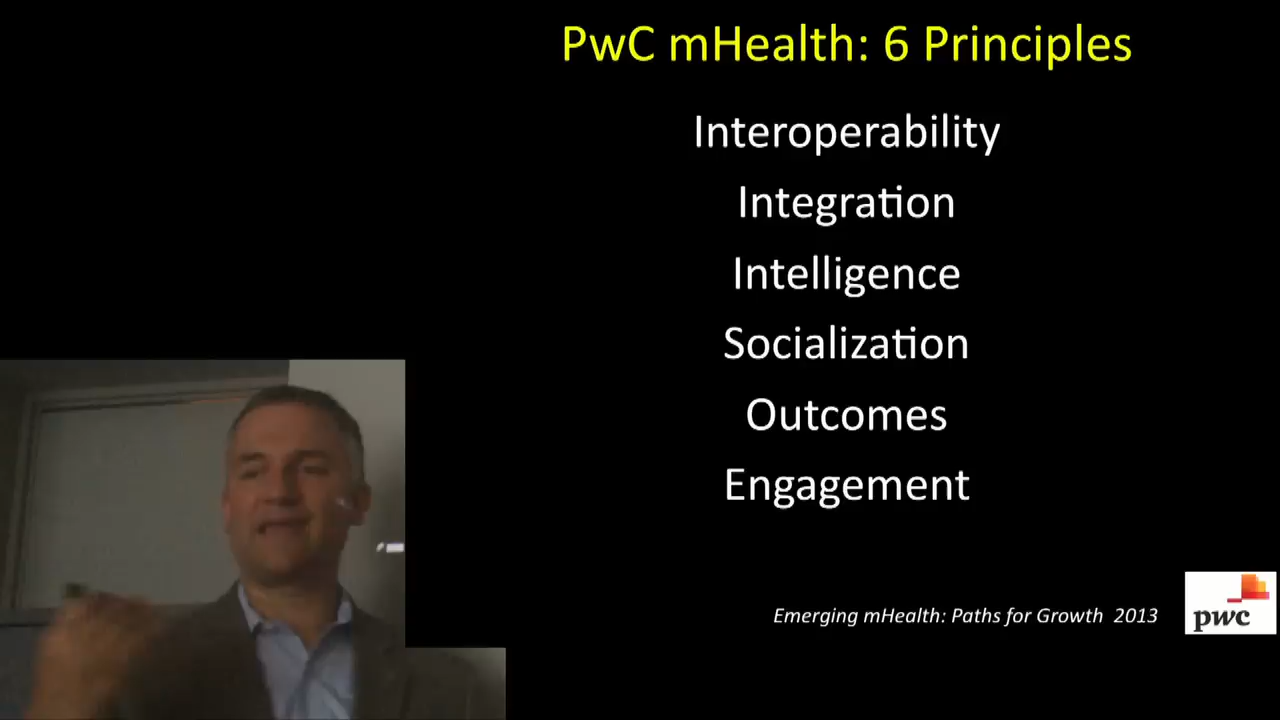 PwC mHealth: 6 Principles
Interoperability
Integration
Intelligence
Socialization
Outcomes
Engagement
Emerging mHealth: Paths for Growth 2013
pwc